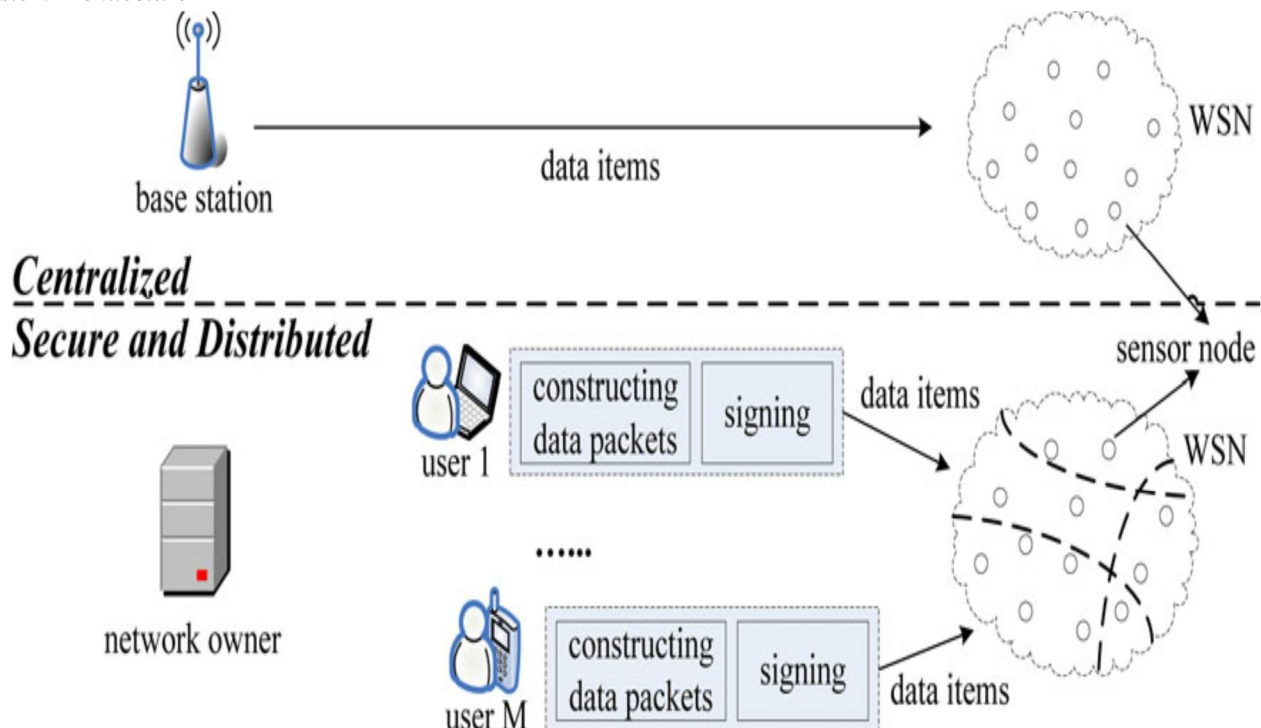 WSN
data items
base station
Centralized
Secure and Distributed
sensor node
constructing
data packets
signing
data items
user 1
WSN
......
network owner
constructing
data packets
signing
data items
user M